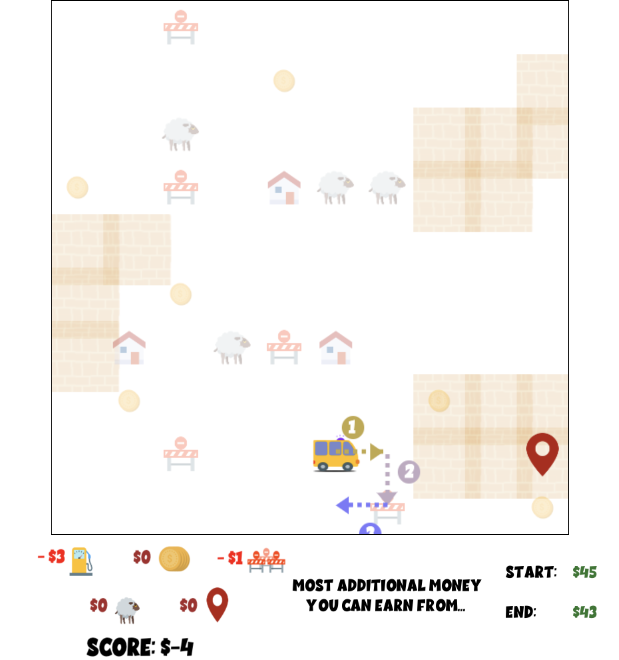 1
2
3
- $3
$0
- $1
$0
$0
SCORE: $-4
MOST ADDITIONAL MONEY
YOU CAN EARN FROM...
START: $45
END: $43